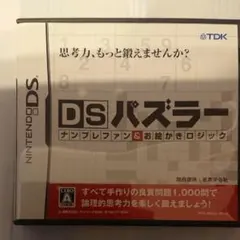 TDK
思考力、もっと鍛えませんか?
NINTENDO DS
DSパズラー
ナンプレファン&お絵かきロジック
A
すべて手作りの良質問題1,000問で
論理的思考力を楽しく鍛えましょう!